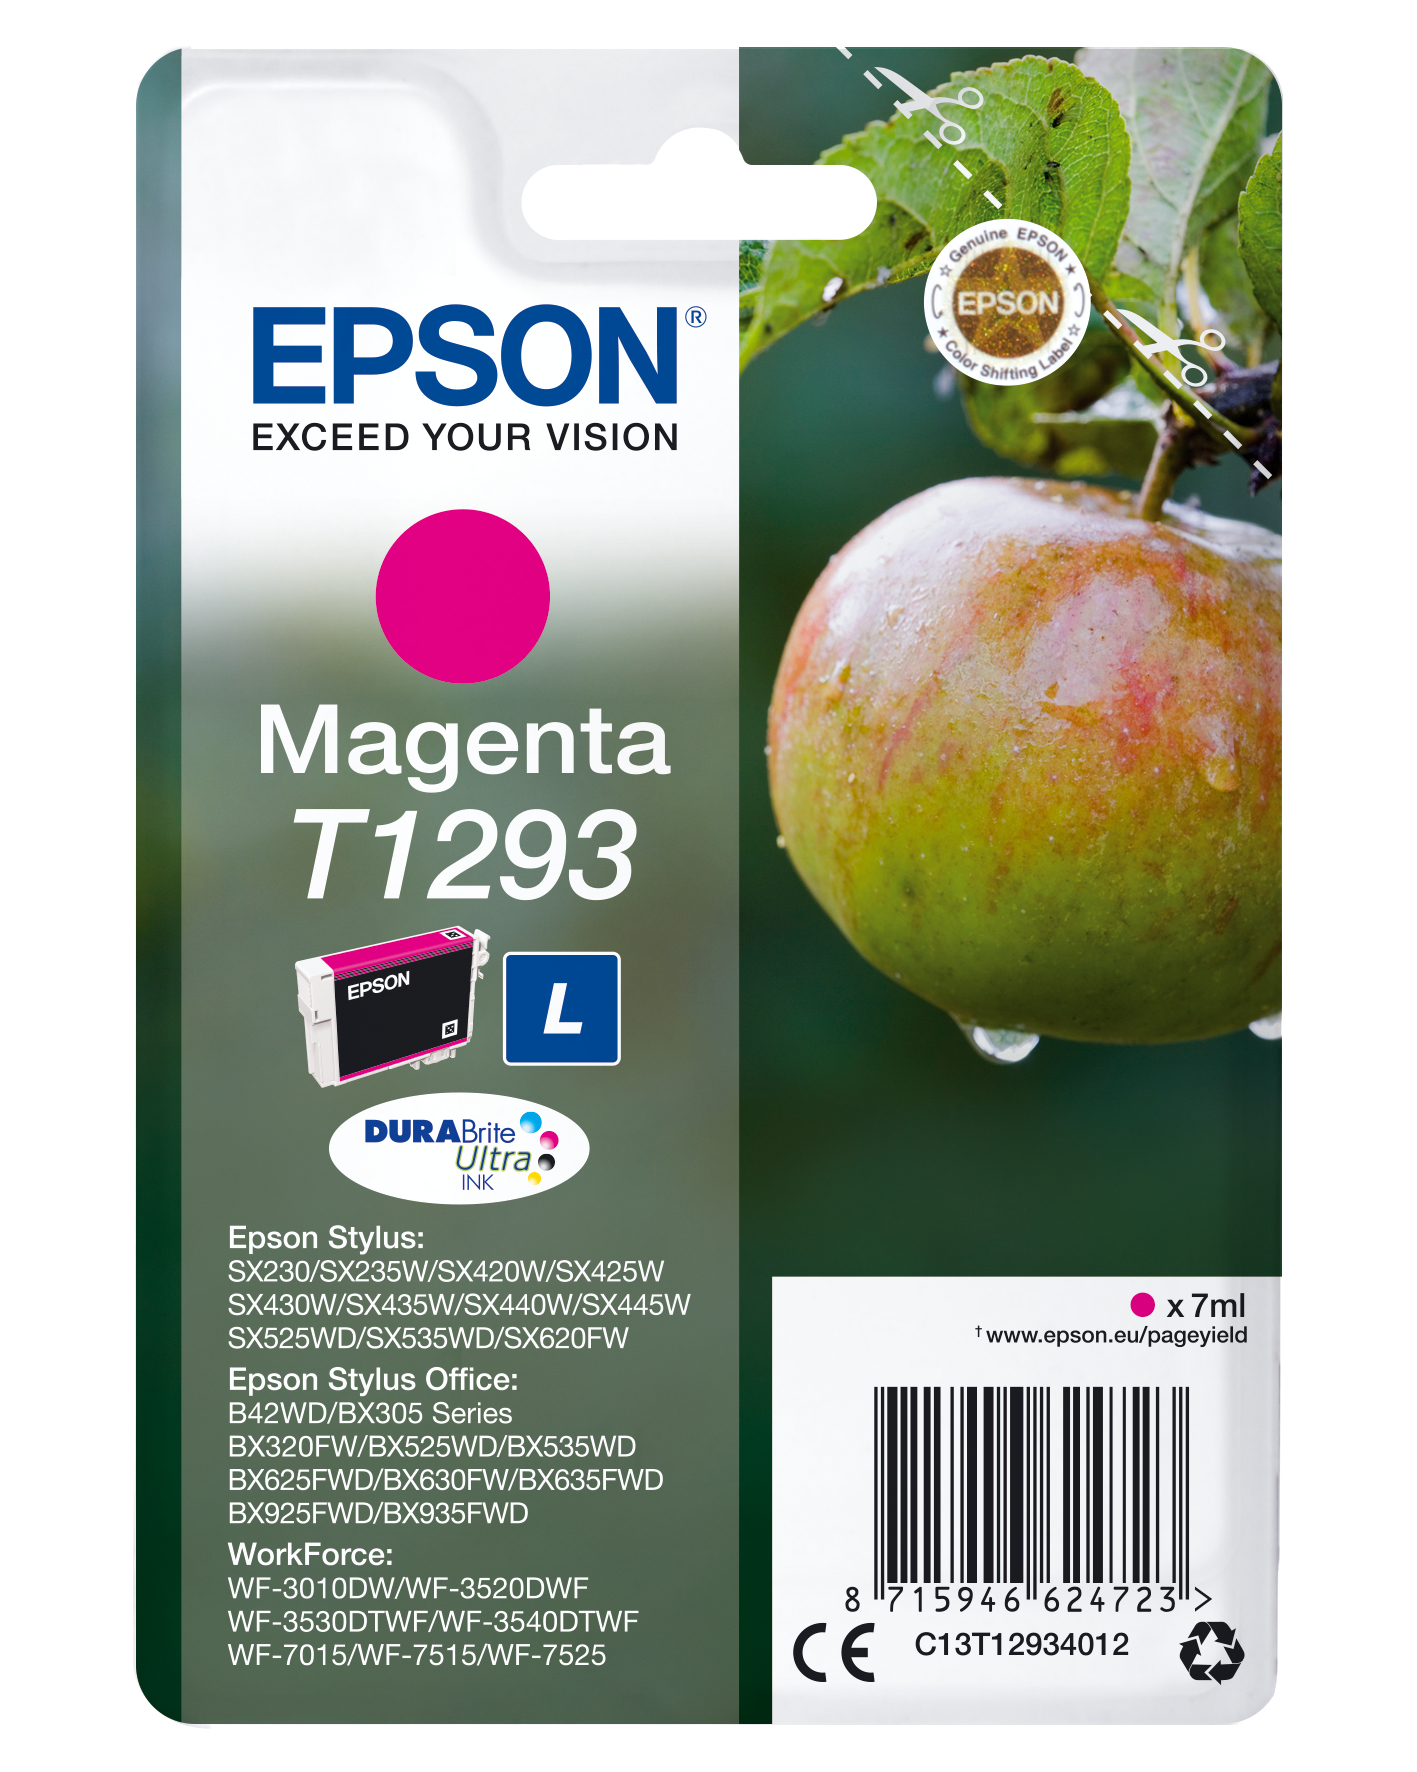 EPSON®
EXCEED YOUR VISION
Genuine EPSON
EPSON
Color Shifting Label
Magenta
T1293
EPSON
L
DURABrite
Ultra
INK
Epson Stylus:
SX230/SX235W/SX420W/SX425W
SX430W/SX435W/SX440W/SX445W
SX525WD/SX535WD/SX620FW
Epson Stylus Office:
B42WD/BX305 Series
BX320FW/BX525WD/BX535WD
BX625FWD/BX630FW/BX635FWD
BX925FWD/BX935FWD
WorkForce:
WF-3010DW/WF-3520DWF
WF-3530DTWF/WF-3540DTWF
WF-7015/WF-7515/WF-7525
x 7ml
†www.epson.eu/pageyield
8 715946 624723 >
CE
C13T12934012